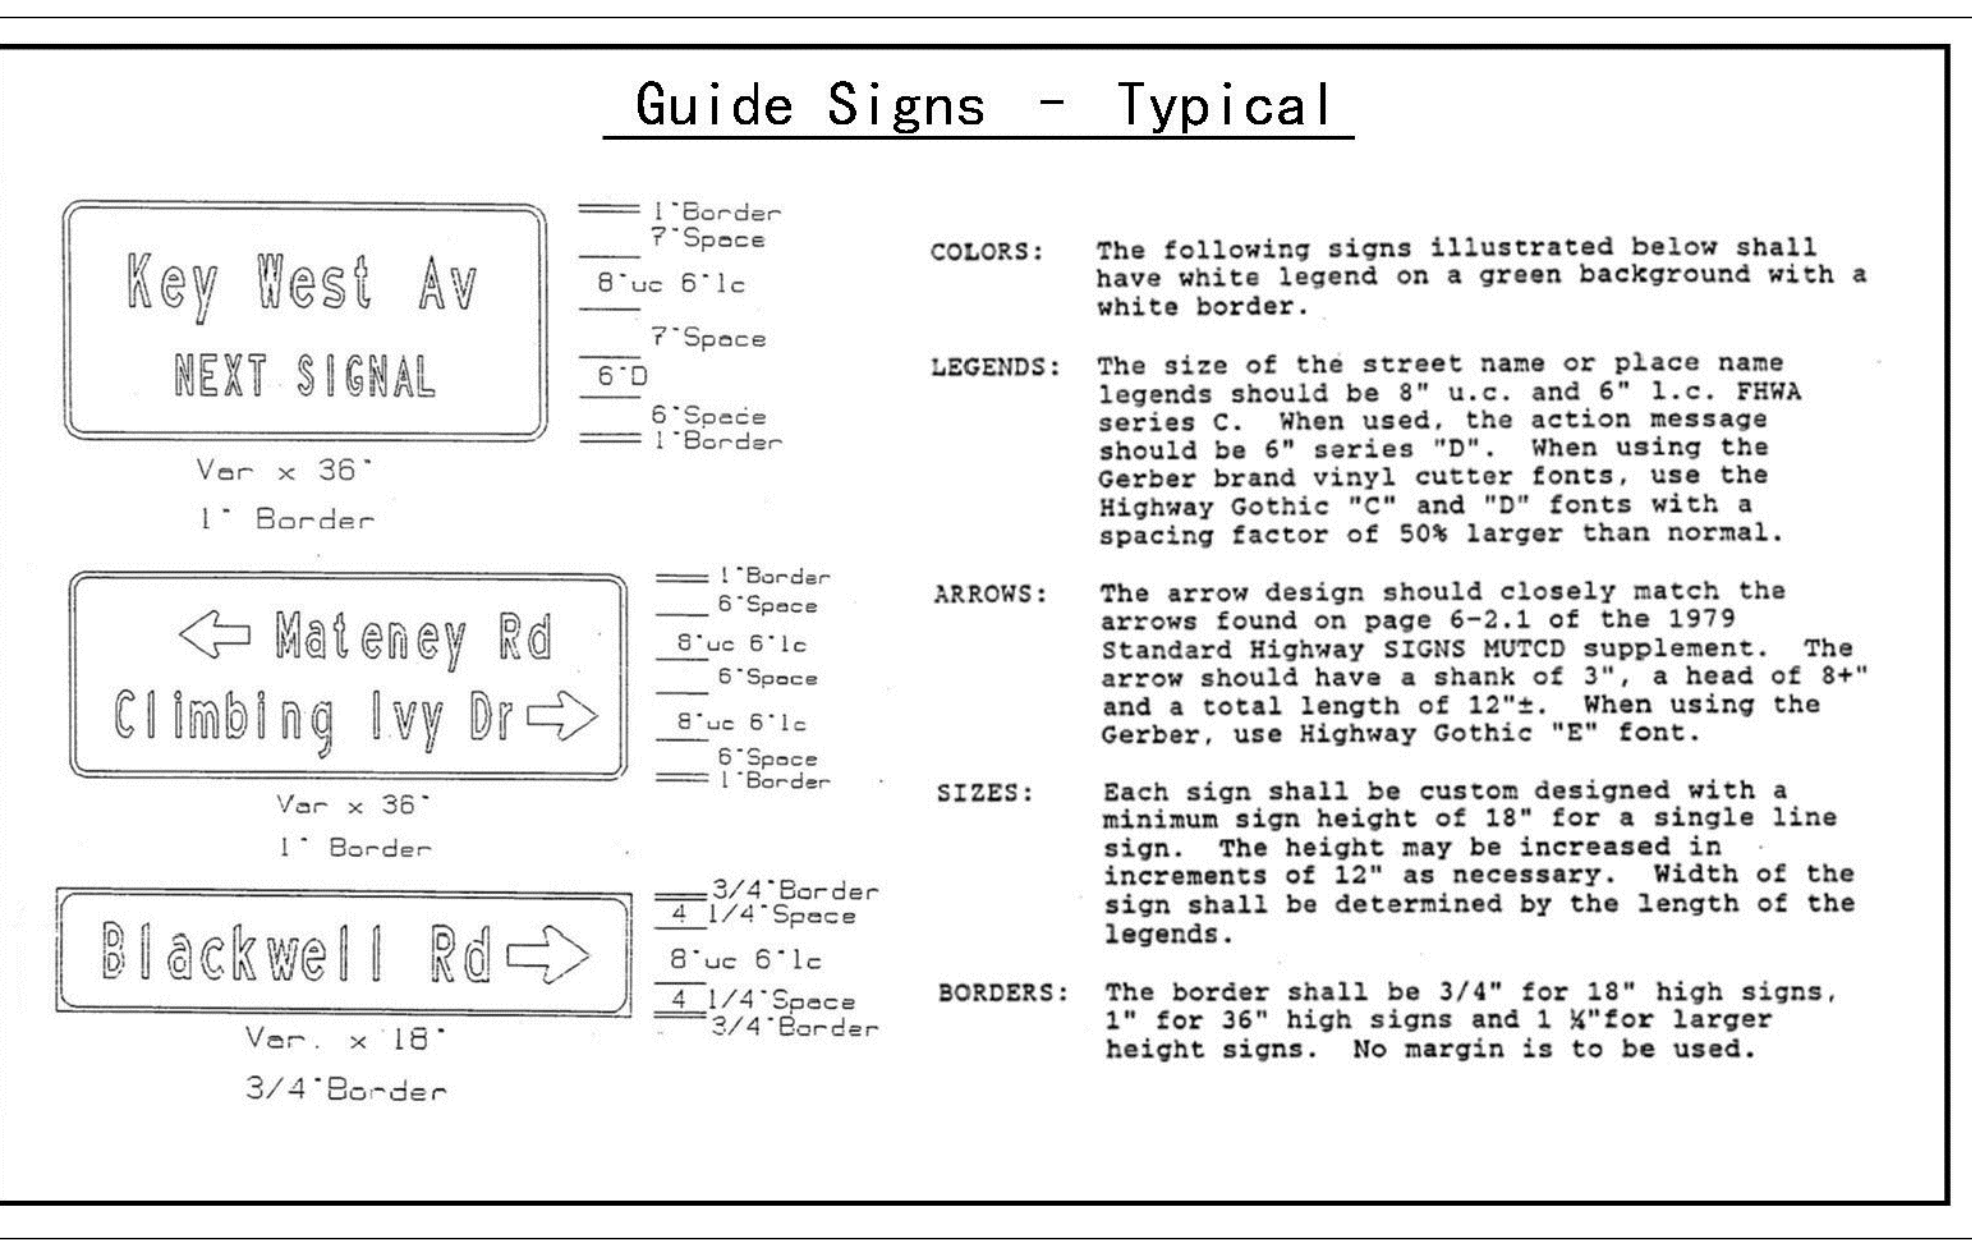 Guide Signs - Typical
Key West Av
NEXT SIGNAL
1"Border
7"Space
8"uc 6"lc
7"Space
6"D
6"Space
1"Border
Var x 36"
1" Border
Mateney Rd
Climbing Ivy Dr
1"Border
6"Space
8"uc 6"lc
6"Space
8"uc 6"lc
6"Space
1"Border
Var x 36"
1" Border
Blackwell Rd
3/4"Border
4 1/4"Space
8"uc 6"lc
4 1/4"Space
3/4"Border
Var. x 18"
3/4"Border
COLORS: The following signs illustrated below shall
have white legend on a green background with a
white border.
LEGENDS: The size of the street name or place name
legends should be 8" u.c. and 6" l.c. FHWA
series C. When used, the action message
should be 6" series "D". When using the
Gerber brand vinyl cutter fonts, use the
Highway Gothic "C" and "D" fonts with a
spacing factor of 50% larger than normal.
ARROWS: The arrow design should closely match the
arrows found on page 6-2.1 of the 1979
Standard Highway SIGNS MUTCD supplement. The
arrow should have a shank of 3", a head of 8+"
and a total length of 12"±. When using the
Gerber, use Highway Gothic "E" font.
SIZES: Each sign shall be custom designed with a
minimum sign height of 18" for a single line
sign. The height may be increased in
increments of 12" as necessary. Width of the
sign shall be determined by the length of the
legends.
BORDERS: The border shall be 3/4" for 18" high signs,
1" for 36" high signs and 1 ¼"for larger
height signs. No margin is to be used.